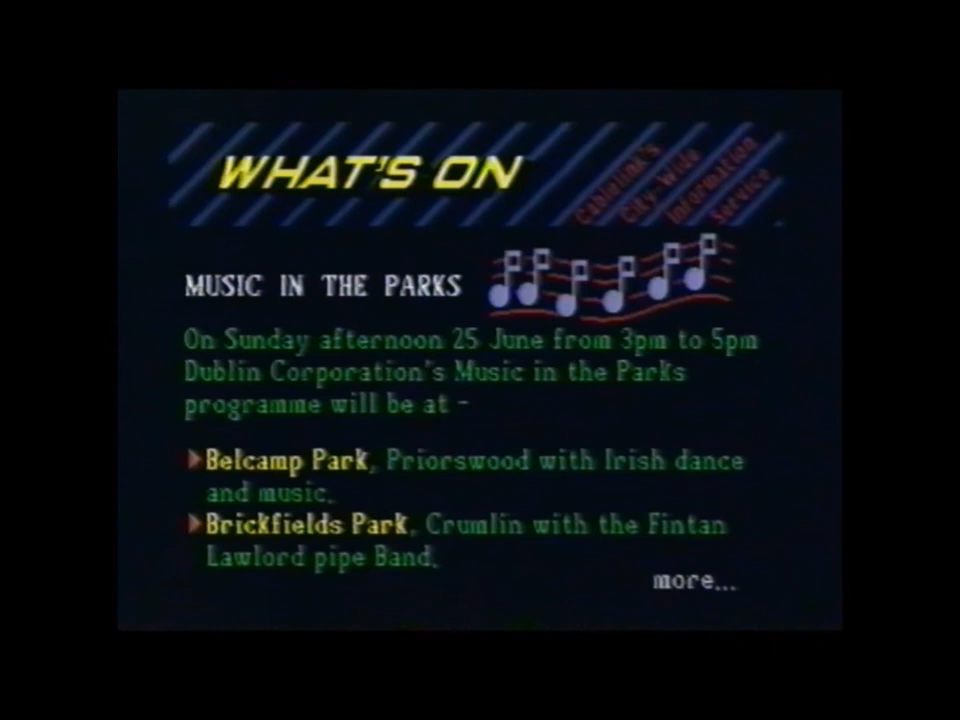 WHAT'S ON
Cablelink's
City-Wide
Information
Service
MUSIC IN THE PARKS
On Sunday afternoon 25 June from 3pm to 5pm
Dublin Corporation's Music in the Parks
programme will be at -
Belcamp Park, Priorswood with Irish dance
and music.
Brickfields Park, Crumlin with the Fintan
Lawlord pipe Band.
more...